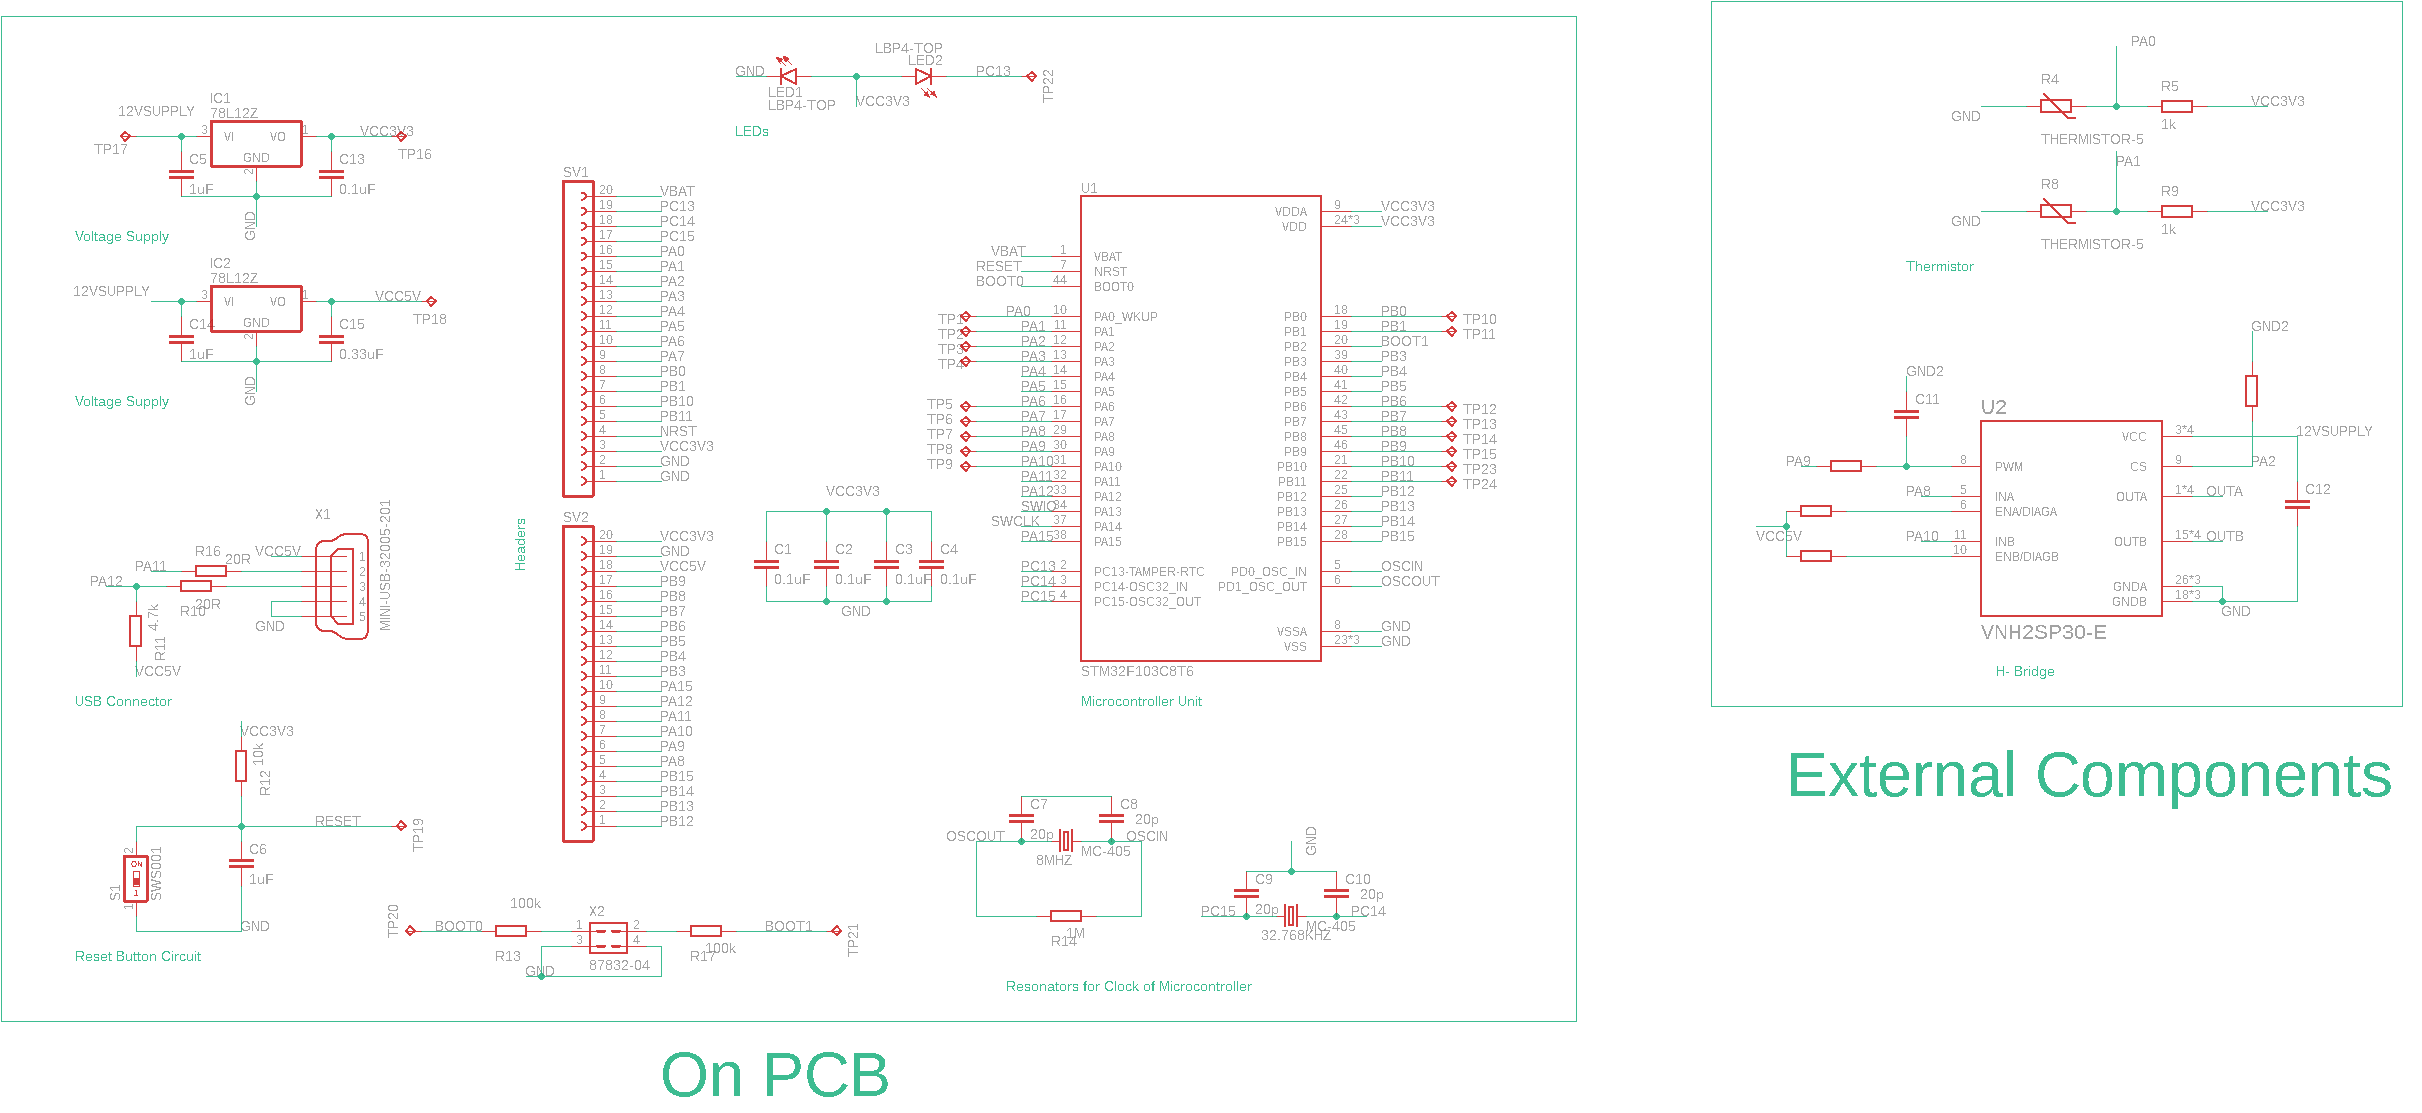 12VSUPPLY
IC1
78L12Z
3
VI
VO
1
GND
2
VCC3V3
TP17
TP16
C5
1uF
C13
0.1uF
GND
Voltage Supply
12VSUPPLY
IC2
78L12Z
3
VI
VO
1
GND
2
VCC5V
TP18
C14
1uF
C15
0.33uF
GND
Voltage Supply
X1
MINI-USB-32005-201
R16
20R
VCC5V
PA11
PA12
20R
R10
4.7k
R11
GND
VCC5V
1
2
3
4
5
USB Connector
VCC3V3
10k
R12
RESET
TP19
C6
1uF
2
ON
1
S1
SWS001
1
GND
Reset Button Circuit
GND
LED1
LBP4-TOP
LBP4-TOP
LED2
VCC3V3
PC13
TP22
LEDs
SV1
20 VBAT
19 PC13
18 PC14
17 PC15
16 PA0
15 PA1
14 PA2
13 PA3
12 PA4
11 PA5
10 PA6
9 PA7
8 PB0
7 PB1
6 PB10
5 PB11
4 NRST
3 VCC3V3
2 GND
1 GND
Headers
SV2
20 VCC3V3
19 GND
18 VCC5V
17 PB9
16 PB8
15 PB7
14 PB6
13 PB5
12 PB4
11 PB3
10 PA15
9 PA12
8 PA11
7 PA10
6 PA9
5 PA8
4 PB15
3 PB14
2 PB13
1 PB12
TP20
BOOT0
100k
R13
X2
1
2
3
4
87832-04
GND
R17
100k
BOOT1
TP21
VCC3V3
C1
0.1uF
C2
0.1uF
C3
0.1uF
C4
0.1uF
GND
U1
VBAT 1 VBAT
RESET 7 NRST
BOOT0 44 BOOT0
TP1 PA0 10 PA0_WKUP
TP2 PA1 11 PA1
TP3 PA2 12 PA2
TP4 PA3 13 PA3
PA4 14 PA4
PA5 15 PA5
TP5 PA6 16 PA6
TP6 PA7 17 PA7
TP7 PA8 29 PA8
TP8 PA9 30 PA9
TP9 PA10 31 PA10
PA11 32 PA11
PA12 33 PA12
SWIO 34 PA13
SWCLK 37 PA14
PA15 38 PA15
PC13 2 PC13-TAMPER-RTC
PC14 3 PC14-OSC32_IN
PC15 4 PC15-OSC32_OUT
VDDA 9 VCC3V3
VDD 24*3 VCC3V3
PB0 18 PB0 TP10
PB1 19 PB1 TP11
PB2 20 BOOT1
PB3 39 PB3
PB4 40 PB4
PB5 41 PB5
PB6 42 PB6 TP12
PB7 43 PB7 TP13
PB8 45 PB8 TP14
PB9 46 PB9 TP15
PB10 21 PB10 TP23
PB11 22 PB11 TP24
PB12 25 PB12
PB13 26 PB13
PB14 27 PB14
PB15 28 PB15
PD0_OSC_IN 5 OSCIN
PD1_OSC_OUT 6 OSCOUT
VSSA 8 GND
VSS 23*3 GND
STM32F103C8T6
Microcontroller Unit
C7
20p
C8
20p
OSCOUT
OSCIN
8MHZ
MC-405
1M
R14
GND
C9
20p
C10
20p
PC15
PC14
MC-405
32.768KHZ
Resonators for Clock of Microcontroller
On PCB
PA0
R4
R5
GND
VCC3V3
1k
THERMISTOR-5
PA1
R8
R9
GND
VCC3V3
1k
THERMISTOR-5
Thermistor
GND2
GND2
C11
U2
PA9
8 PWM
PA8
5 INA
6 ENA/DIAGA
VCC5V
PA10
11 INB
10 ENB/DIAGB
VCC 3*4
12VSUPPLY
CS 9
PA2
OUTA 1*4 OUTA
C12
OUTB 15*4 OUTB
GNDA 26*3
GNDB 18*3
GND
VNH2SP30-E
H- Bridge
External Components